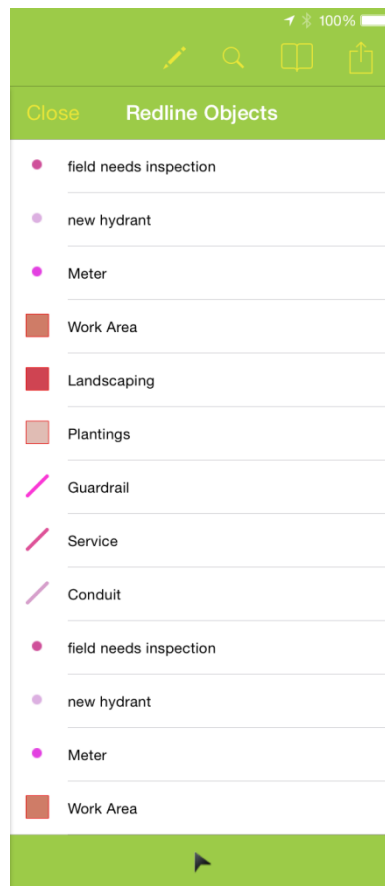 100%
Close Redline Objects
field needs inspection
new hydrant
Meter
Work Area
Landscaping
Plantings
Guardrail
Service
Conduit
field needs inspection
new hydrant
Meter
Work Area